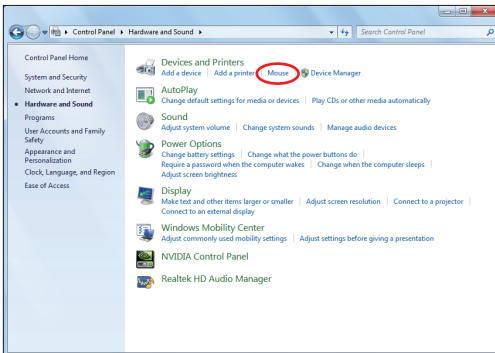 Control Panel ▸ Hardware and Sound ▸
Search Control Panel
Control Panel Home
System and Security
Network and Internet
Hardware and Sound
Programs
User Accounts and Family
Safety
Appearance and
Personalization
Clock, Language, and Region
Ease of Access
Devices and Printers
Add a device | Add a printer | Mouse | Device Manager
AutoPlay
Change default settings for media or devices | Play CDs or other media automatically
Sound
Adjust system volume | Change system sounds | Manage audio devices
Power Options
Change battery settings | Change what the power buttons do |
Require a password when the computer wakes | Change when the computer sleeps |
Adjust screen brightness
Display
Make text and other items larger or smaller | Adjust screen resolution | Connect to a projector |
Connect to an external display
Windows Mobility Center
Adjust commonly used mobility settings | Adjust settings before giving a presentation
NVIDIA Control Panel
Realtek HD Audio Manager